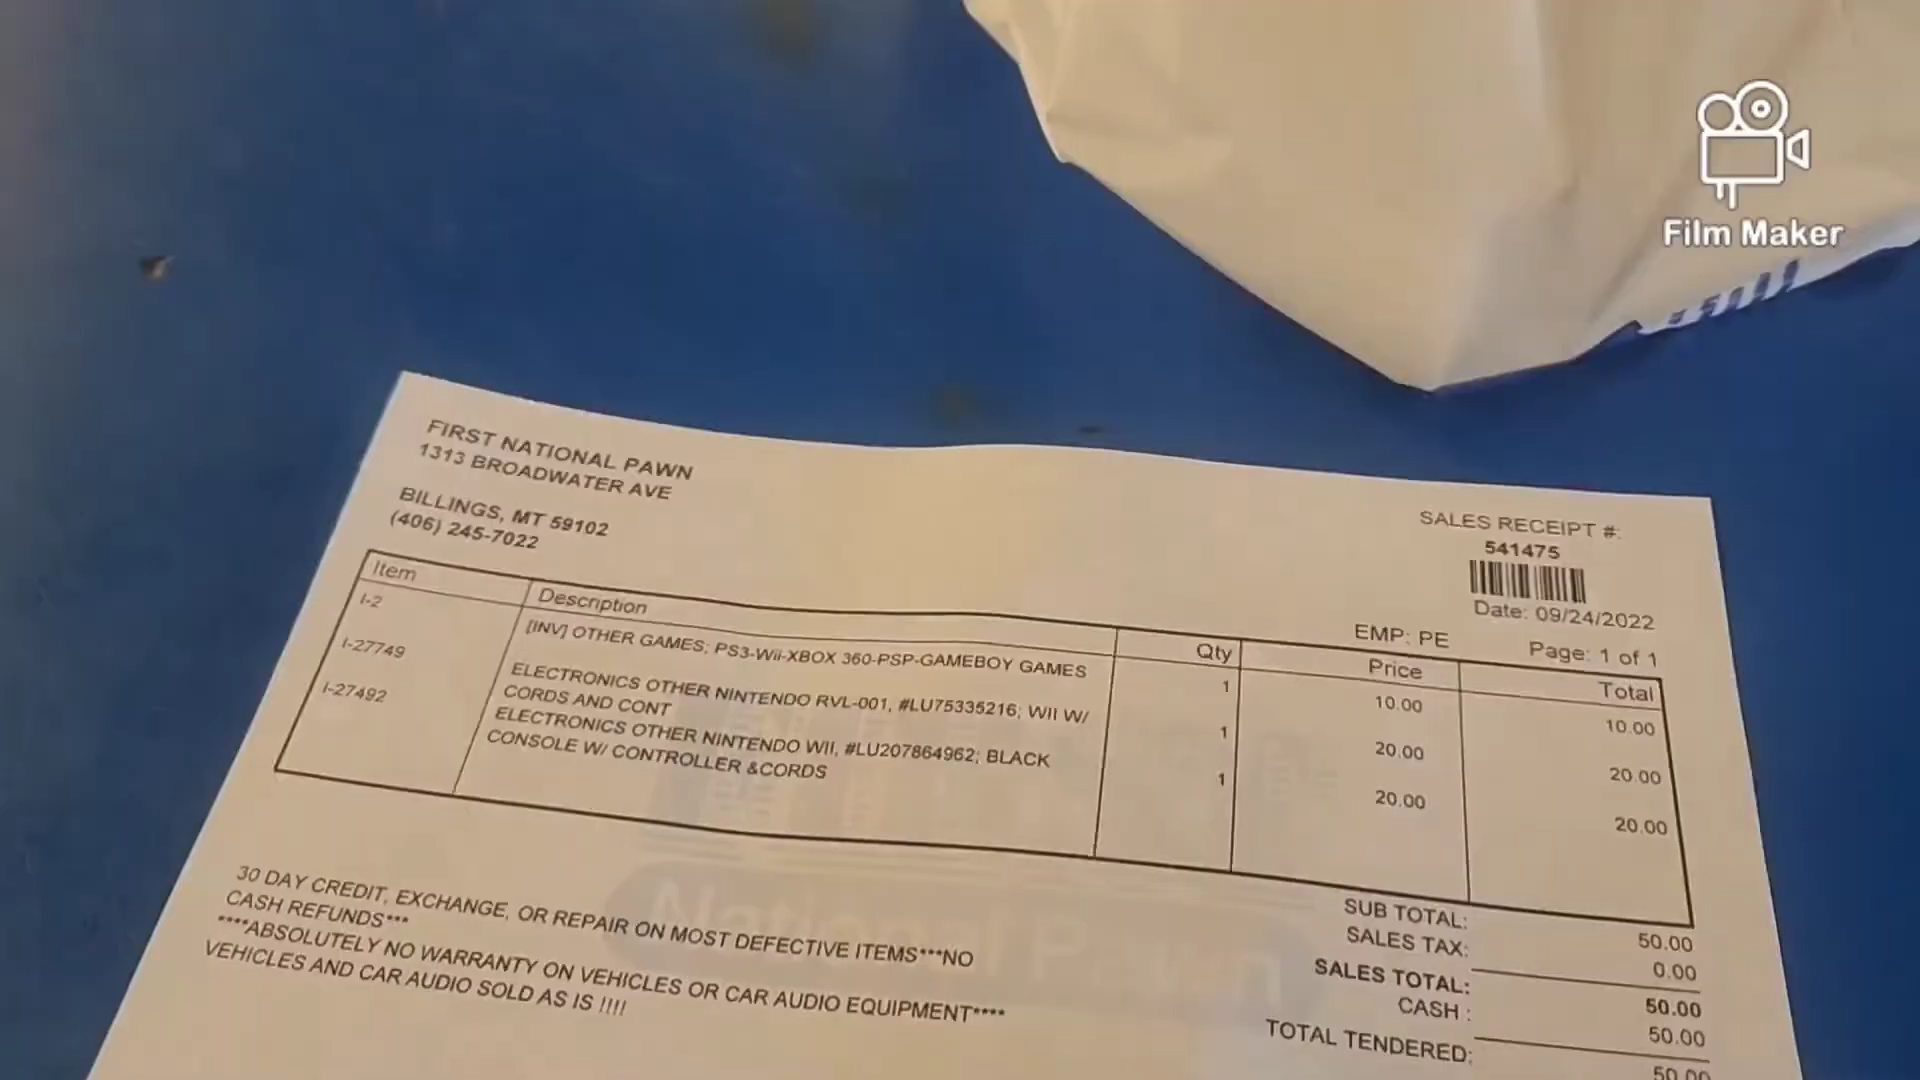 Film Maker
FIRST NATIONAL PAWN
1313 BROADWATER AVE
BILLINGS, MT 59102
(406) 245-7022
SALES RECEIPT #:
541475
Date: 09/24/2022
EMP: PE
Page: 1 of 1
Item Description Qty Price Total
I-2 [INV] OTHER GAMES; PS3-Wii-XBOX 360-PSP-GAMEBOY GAMES 1 10.00 10.00
I-27749 ELECTRONICS OTHER NINTENDO RVL-001, #LU75335216; WII W/ 1 20.00 20.00
CORDS AND CONT
I-27492 ELECTRONICS OTHER NINTENDO WII, #LU207864962; BLACK 1 20.00 20.00
CONSOLE W/ CONTROLLER &CORDS
30 DAY CREDIT, EXCHANGE, OR REPAIR ON MOST DEFECTIVE ITEMS***NO
CASH REFUNDS***
****ABSOLUTELY NO WARRANTY ON VEHICLES OR CAR AUDIO EQUIPMENT****
VEHICLES AND CAR AUDIO SOLD AS IS !!!!
National Pawn
SUB TOTAL: 50.00
SALES TAX: 0.00
SALES TOTAL: 50.00
CASH : 50.00
TOTAL TENDERED: 50.00